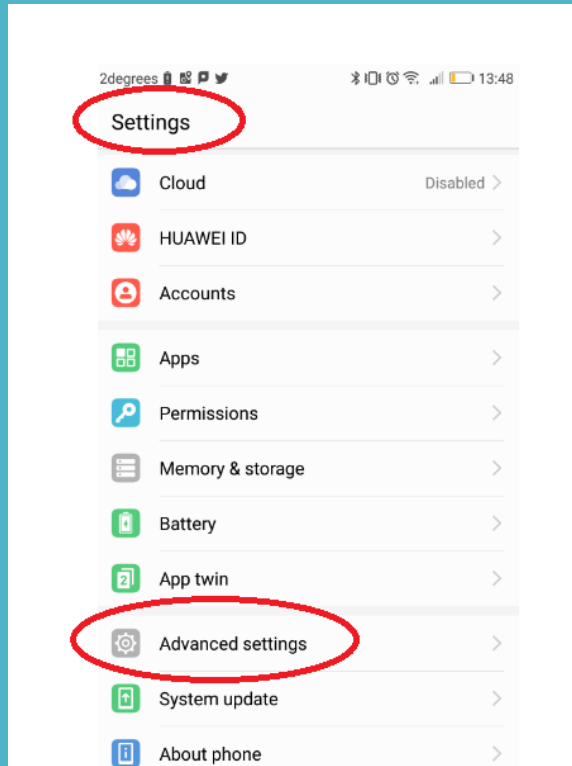 2degrees 13:48
Settings
Cloud Disabled
HUAWEI ID
Accounts
Apps
Permissions
Memory & storage
Battery
2 App twin
Advanced settings
System update
About phone